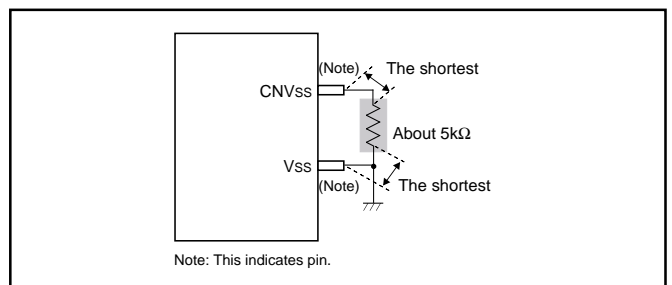 (Note)
The shortest
CNVss
About 5kΩ
Vss
(Note)
The shortest
Note: This indicates pin.